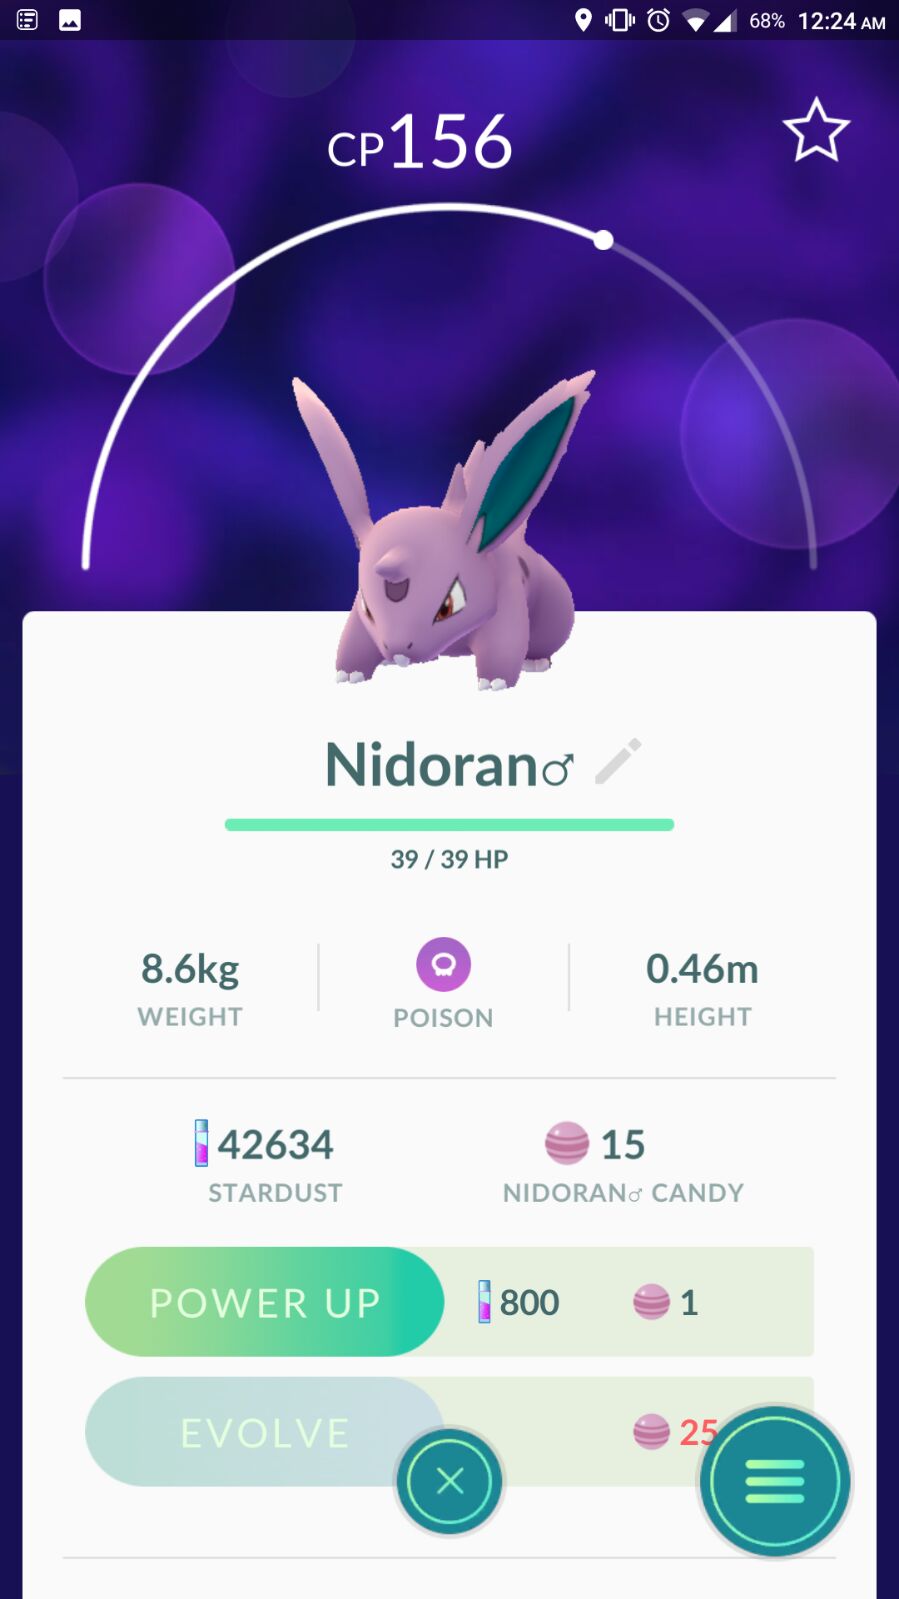 68% 12:24 AM
CP156
Nidoran♂
39 / 39 HP
8.6kg
WEIGHT
POISON
0.46m
HEIGHT
42634
STARDUST
15
NIDORAN♂ CANDY
POWER UP 800 1
EVOLVE 25